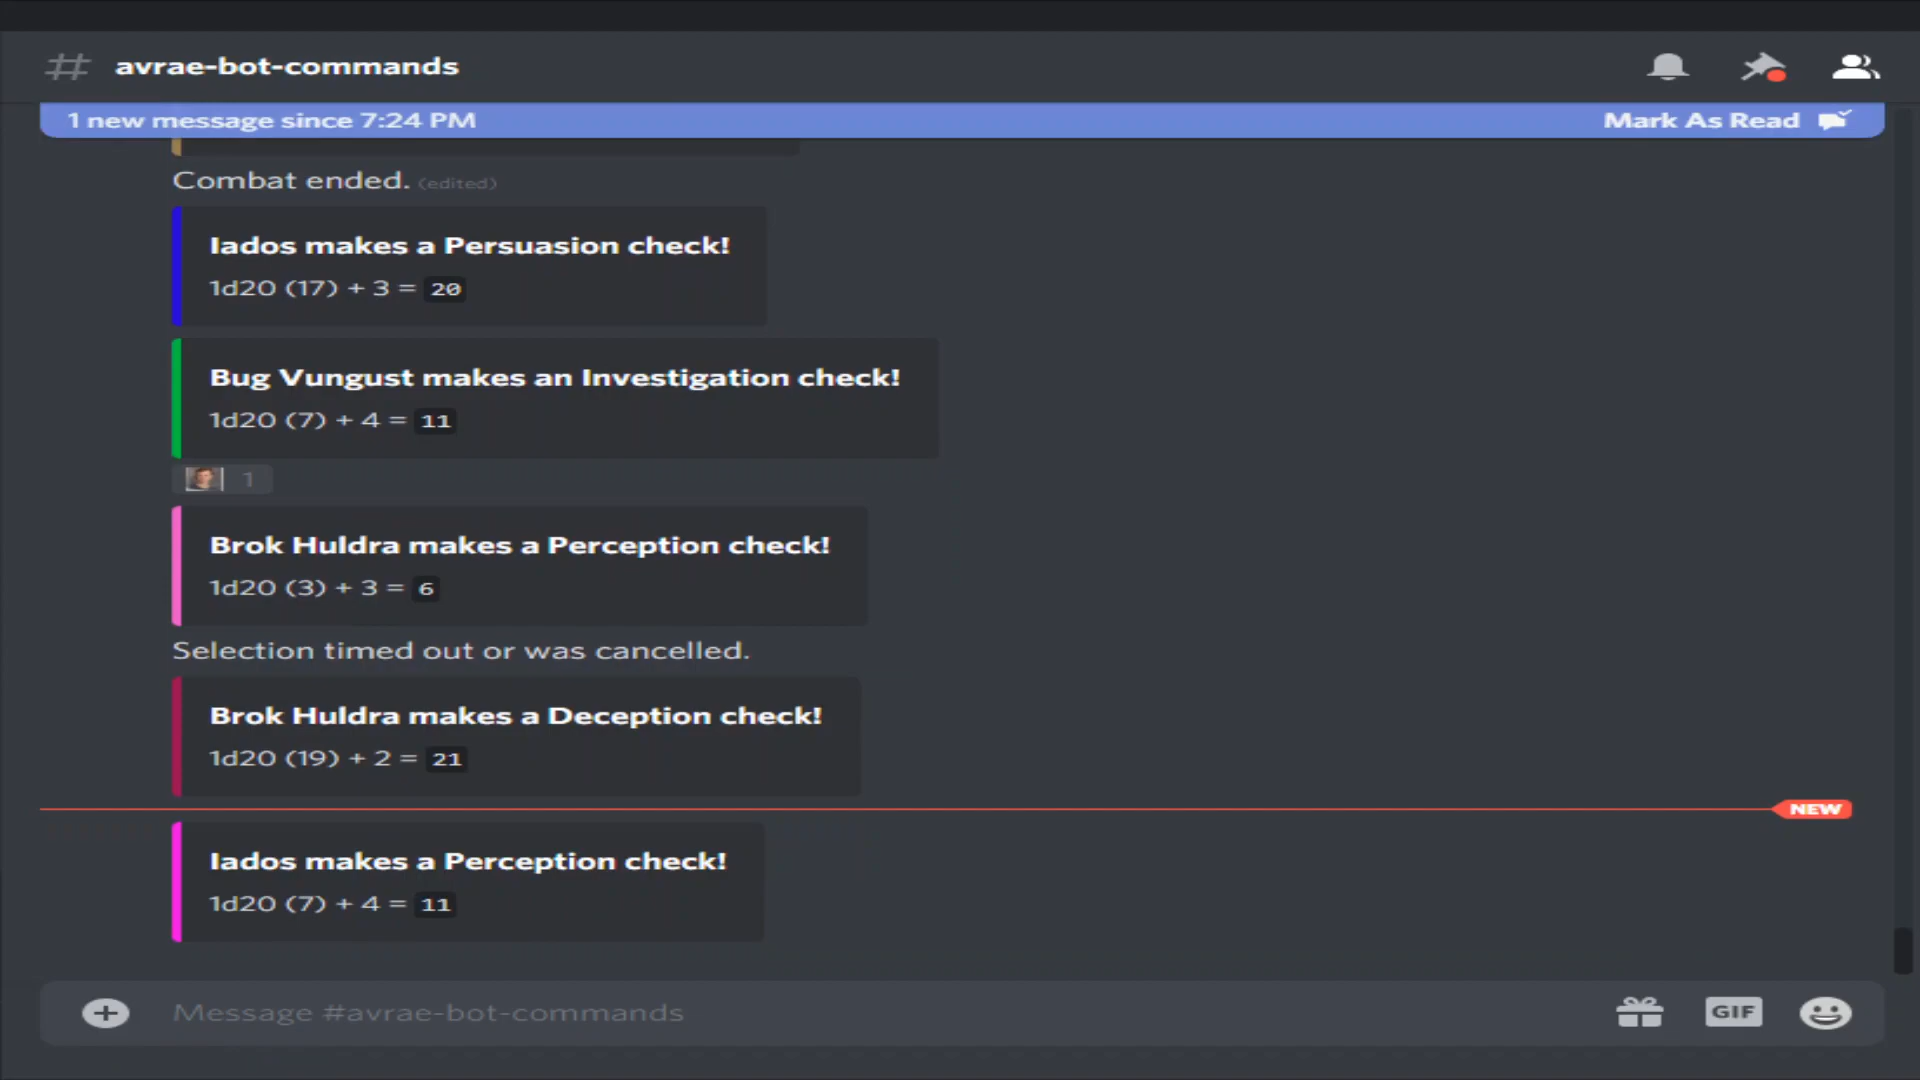 # avrae-bot-commands
1 new message since 7:24 PM
Mark As Read
Combat ended. (edited)
Iados makes a Persuasion check!
1d20 (17) + 3 = 20
Bug Vungust makes an Investigation check!
1d20 (7) + 4 = 11
1
Brok Huldra makes a Perception check!
1d20 (3) + 3 = 6
Selection timed out or was cancelled.
Brok Huldra makes a Deception check!
1d20 (19) + 2 = 21
NEW
Iados makes a Perception check!
1d20 (7) + 4 = 11
Message #avrae-bot-commands
GIF